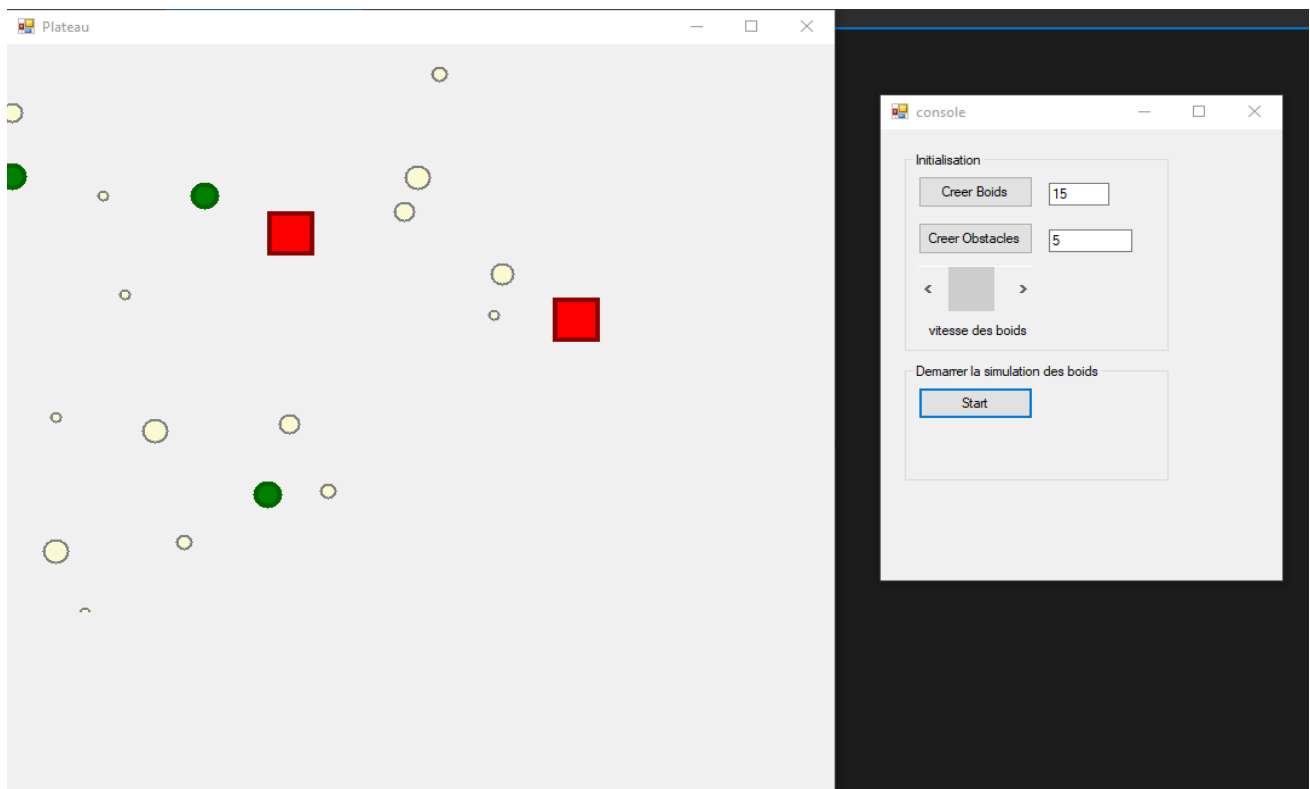 Plateau
console
Initialisation
Creer Boids
15
Creer Obstacles
5
< >
vitesse des boids
Demarrer la simulation des boids
Start